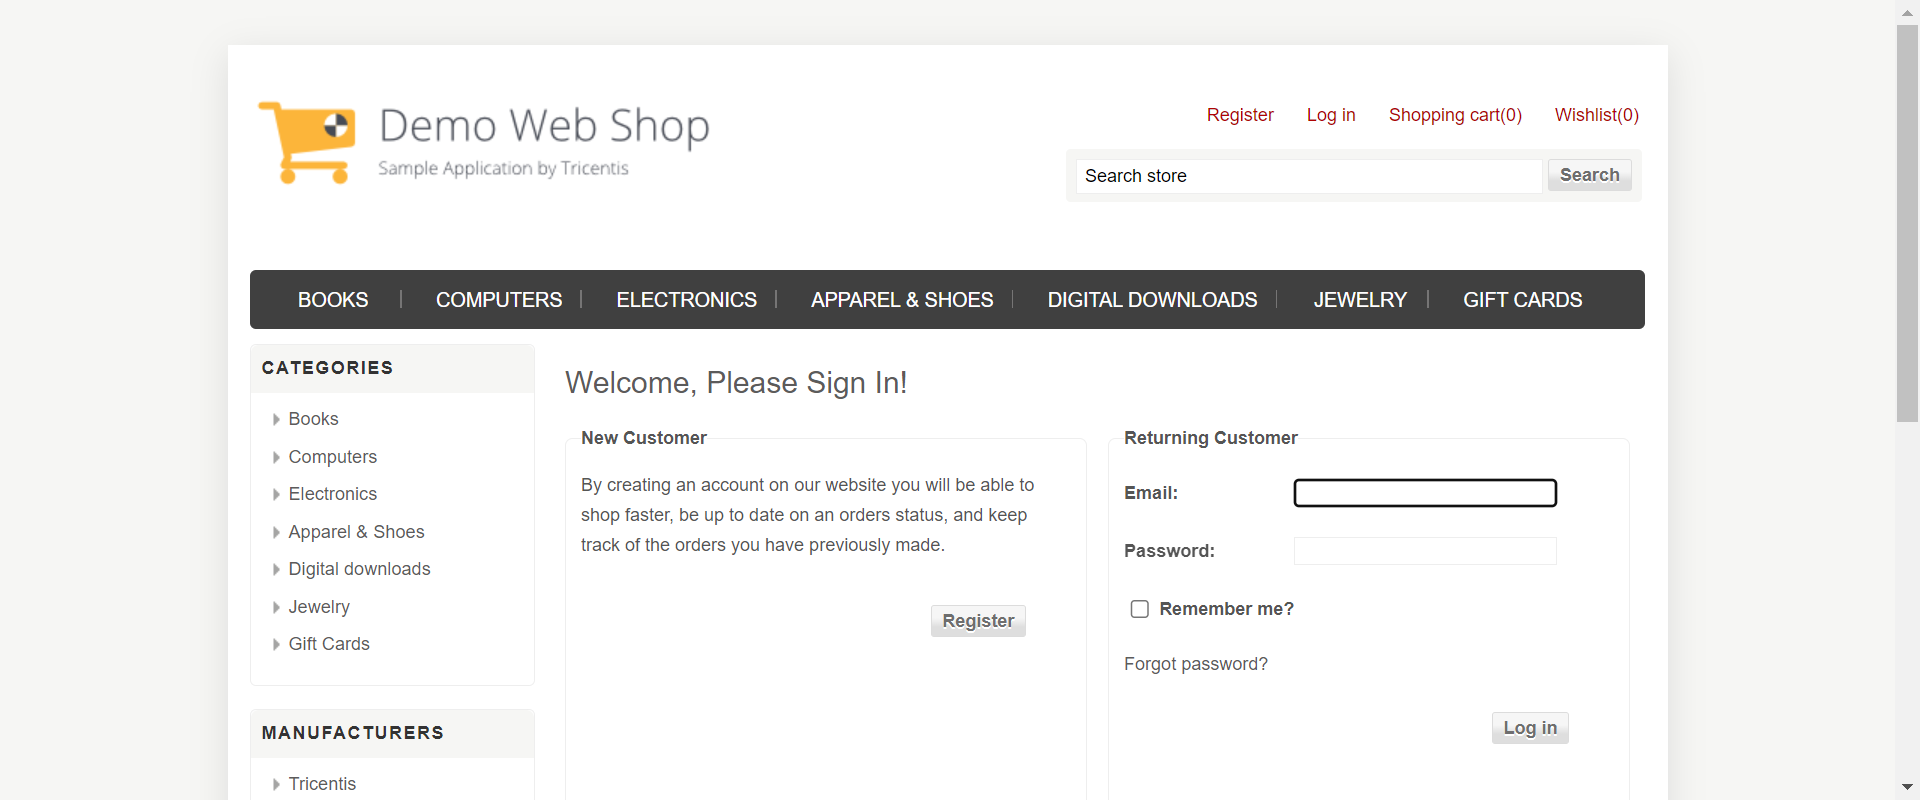 Demo Web Shop
Sample Application by Tricentis
Register Log in Shopping cart(0) Wishlist(0)
Search store Search
BOOKS COMPUTERS ELECTRONICS APPAREL & SHOES DIGITAL DOWNLOADS JEWELRY GIFT CARDS
CATEGORIES
Books
Computers
Electronics
Apparel & Shoes
Digital downloads
Jewelry
Gift Cards
MANUFACTURERS
Tricentis
Welcome, Please Sign In!
New Customer
By creating an account on our website you will be able to
shop faster, be up to date on an orders status, and keep
track of the orders you have previously made.
Register
Returning Customer
Email:
Password:
Remember me?
Forgot password?
Log in